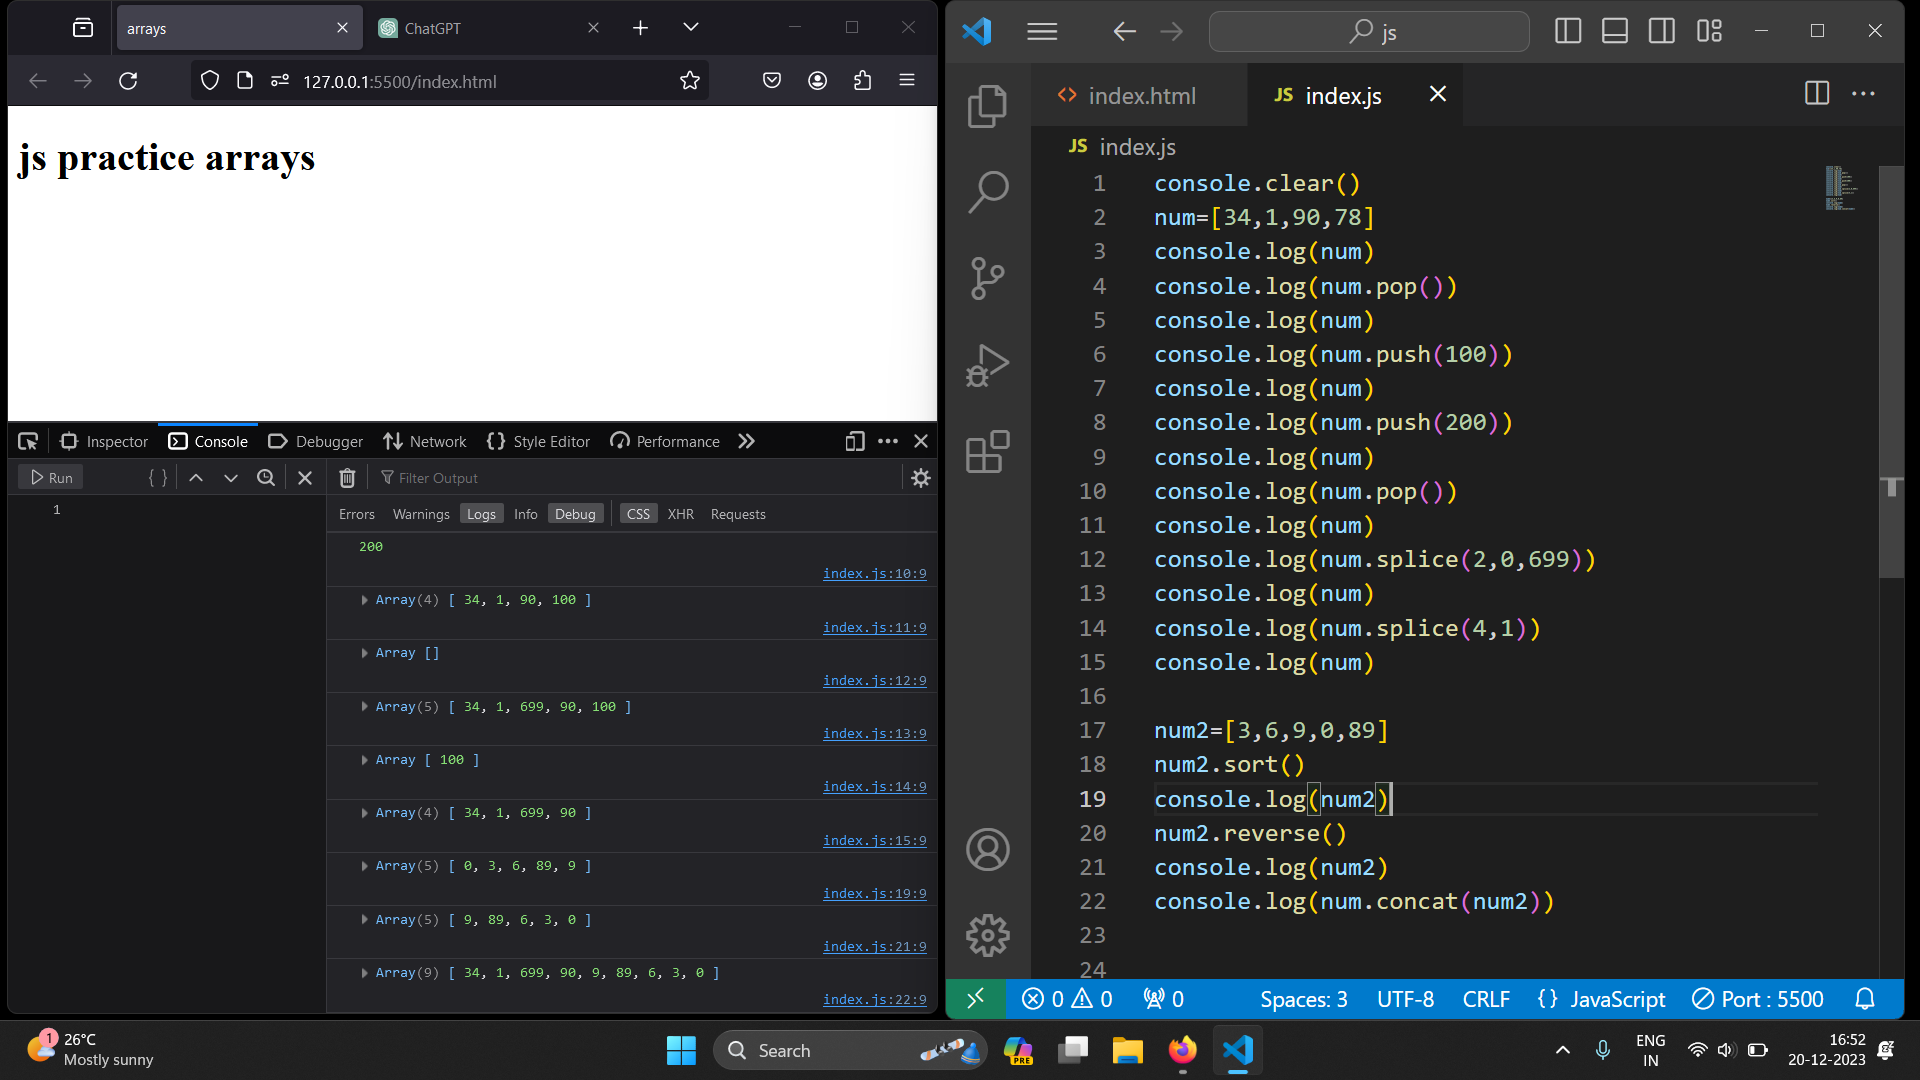 arrays
ChatGPT
127.0.0.1:5500/index.html
js practice arrays
Inspector Console Debugger Network Style Editor Performance
Run Filter Output
1
Errors Warnings Logs Info Debug CSS XHR Requests
200
index.js:10:9
Array(4) [ 34, 1, 90, 100 ]
index.js:11:9
Array []
index.js:12:9
Array(5) [ 34, 1, 699, 90, 100 ]
index.js:13:9
Array [ 100 ]
index.js:14:9
Array(4) [ 34, 1, 699, 90 ]
index.js:15:9
Array(5) [ 0, 3, 6, 89, 9 ]
index.js:19:9
Array(5) [ 9, 89, 6, 3, 0 ]
index.js:21:9
Array(9) [ 34, 1, 699, 90, 9, 89, 6, 3, 0 ]
index.js:22:9
js
index.html
JS index.js
JS index.js
1 console.clear()
2 num=[34,1,90,78]
3 console.log(num)
4 console.log(num.pop())
5 console.log(num)
6 console.log(num.push(100))
7 console.log(num)
8 console.log(num.push(200))
9 console.log(num)
10 console.log(num.pop())
11 console.log(num)
12 console.log(num.splice(2,0,699))
13 console.log(num)
14 console.log(num.splice(4,1))
15 console.log(num)
16
17 num2=[3,6,9,0,89]
18 num2.sort()
19 console.log(num2)
20 num2.reverse()
21 console.log(num2)
22 console.log(num.concat(num2))
23
24
0 0 0 Spaces: 3 UTF-8 CRLF {} JavaScript Port : 5500
1
26°C
Mostly sunny
Search
PRE
ENG
IN
16:52
20-12-2023